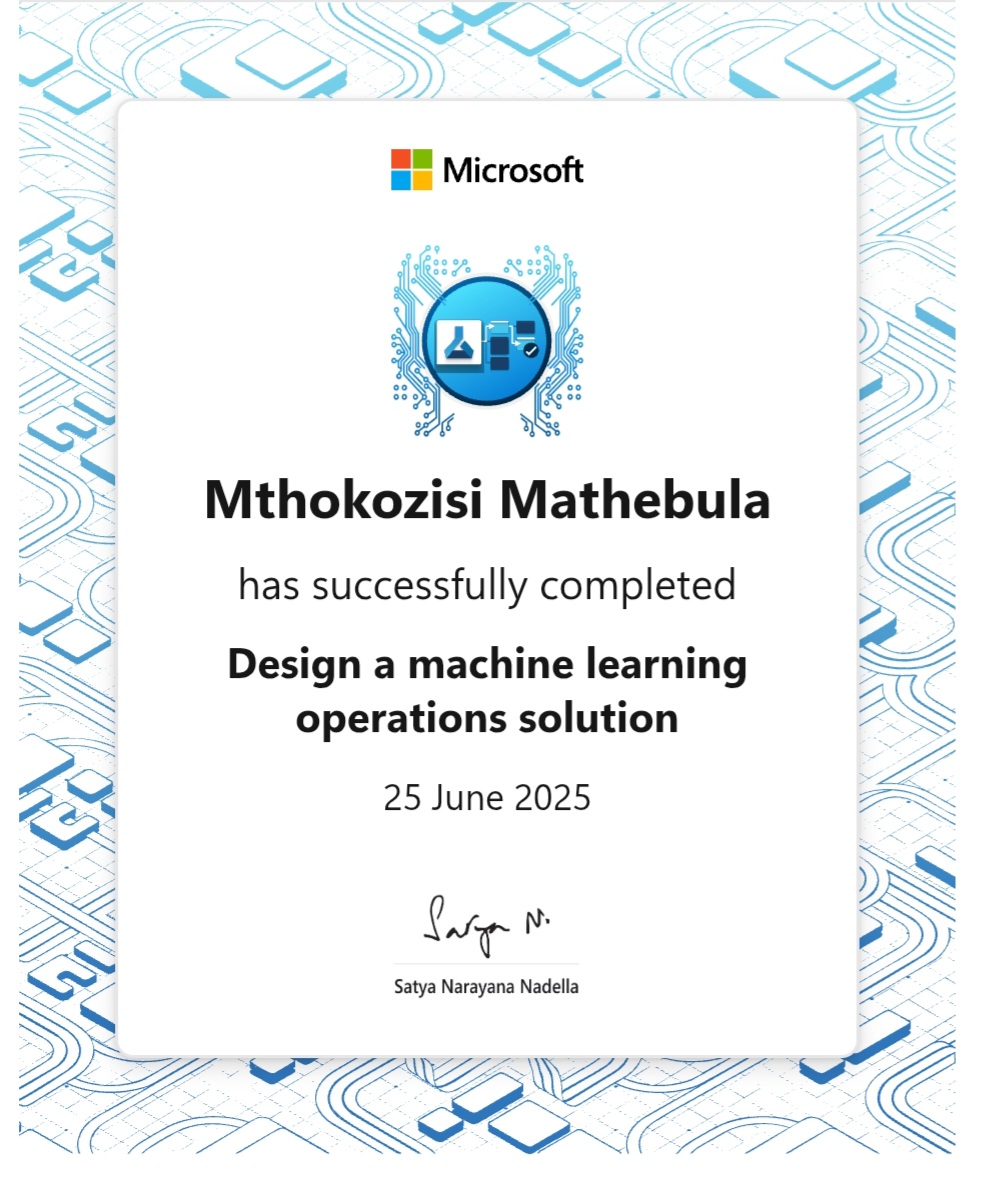 Microsoft
Mthokozisi Mathebula
has successfully completed
Design a machine learning
operations solution
25 June 2025
Satya N.
Satya Narayana Nadella